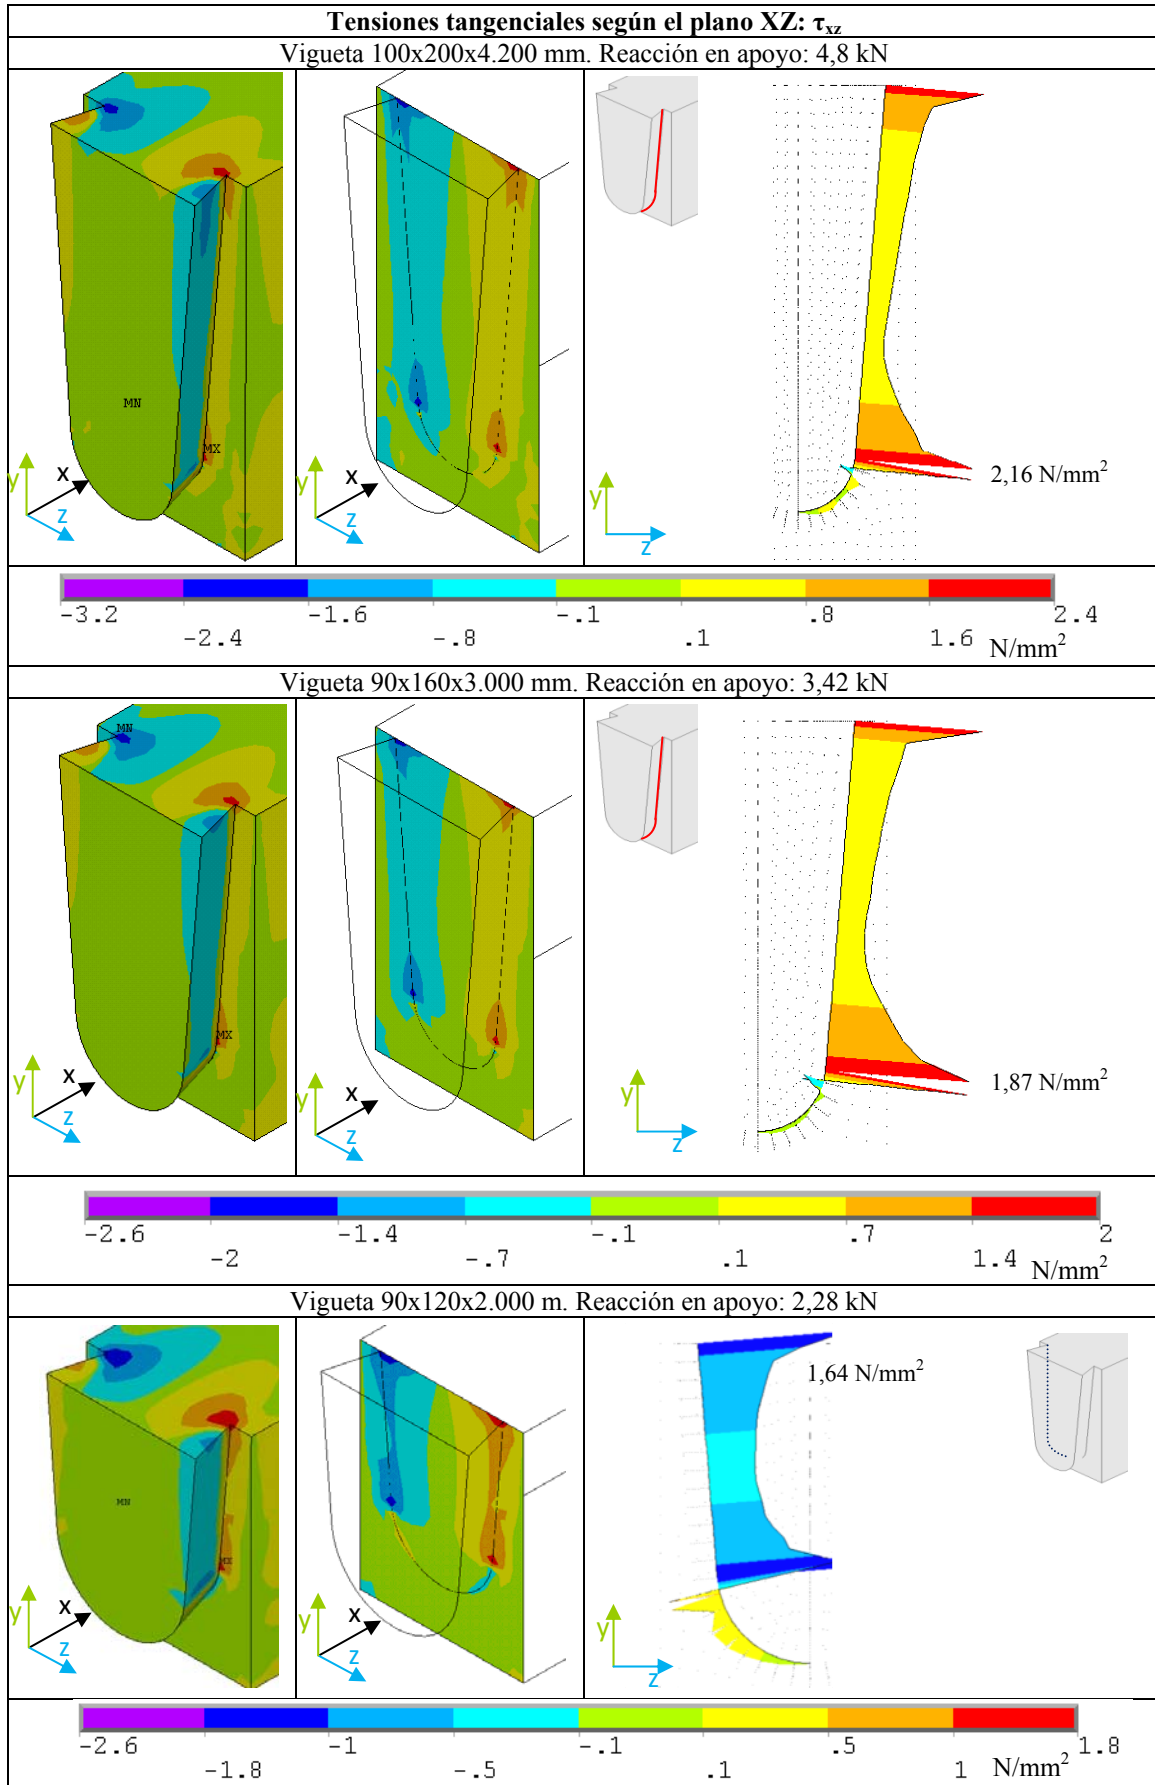 Tensiones tangenciales según el plano XZ: τxz
Vigueta 100x200x4.200 mm. Reacción en apoyo: 4,8 kN
MN
MX
y
x
z
y
x
z
y
z
2,16 N/mm²
-3.2 -1.6 -.1 .8 2.4
-2.4 -.8 .1 1.6 N/mm²
Vigueta 90x160x3.000 mm. Reacción en apoyo: 3,42 kN
MN
MX
y
x
z
y
x
z
y
z
1,87 N/mm²
-2.6 -1.4 -.1 .7 2
-2 -.7 .1 1.4 N/mm²
Vigueta 90x120x2.000 m. Reacción en apoyo: 2,28 kN
1,64 N/mm²
MN
MX
y
x
z
y
x
z
y
z
-2.6 -1 -.1 .5 1.8
-1.8 -.5 .1 1 N/mm²